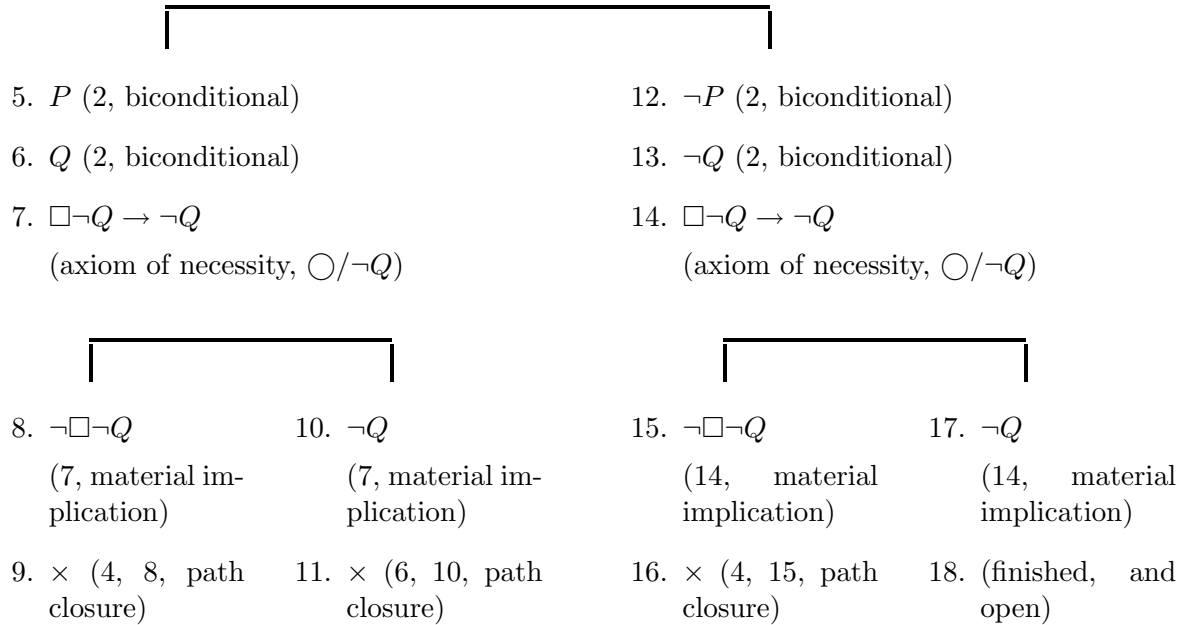 5. P (2, biconditional)
6. Q (2, biconditional)
7. □¬Q → ¬Q
(axiom of necessity, ◯/¬Q)
12. ¬P (2, biconditional)
13. ¬Q (2, biconditional)
14. □¬Q → ¬Q
(axiom of necessity, ◯/¬Q)
8. ¬□¬Q
(7, material im-
plication)
9. × (4, 8, path
closure)
10. ¬Q
(7, material im-
plication)
11. × (6, 10, path
closure)
15. ¬□¬Q
(14, material
implication)
16. × (4, 15, path
closure)
17. ¬Q
(14, material
implication)
18. (finished, and
open)